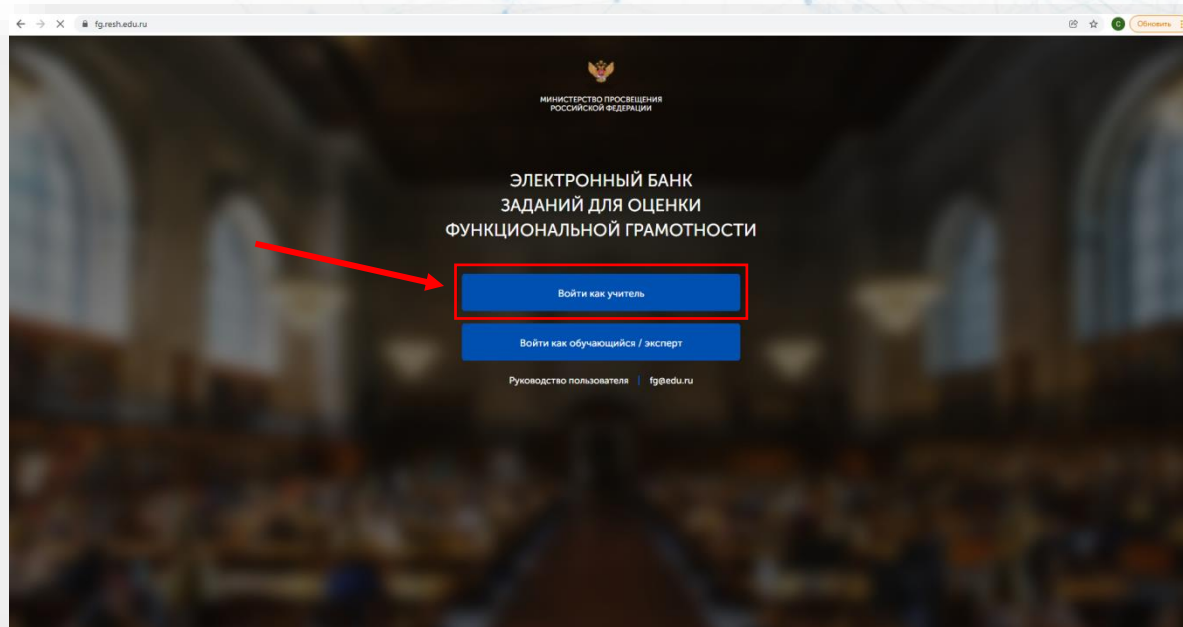 fg.resh.edu.ru
С
Обновить
МИНИСТЕРСТВО ПРОСВЕЩЕНИЯ
РОССИЙСКОЙ ФЕДЕРАЦИИ
ЭЛЕКТРОННЫЙ БАНК
ЗАДАНИЙ ДЛЯ ОЦЕНКИ
ФУНКЦИОНАЛЬНОЙ ГРАМОТНОСТИ
Войти как учитель
Войти как обучающийся / эксперт
Руководство пользователя | fg@edu.ru